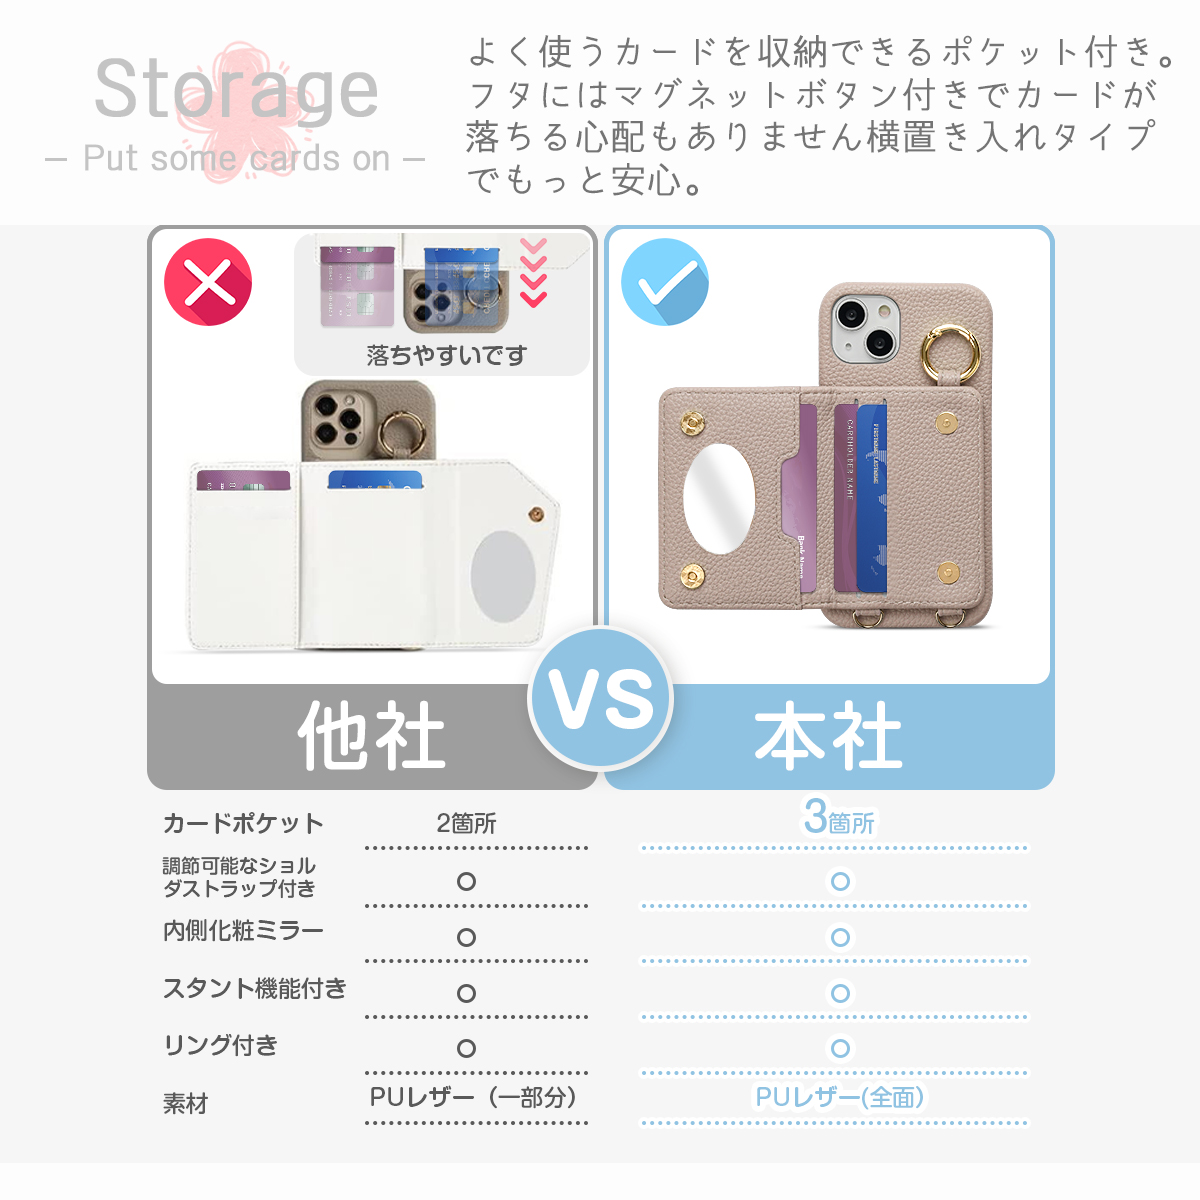 Storage
— Put some cards on —
よく使うカードを収納できるポケット付き。
フタにはマグネットボタン付きでカードが
落ちる心配もありません横置き入れタイプ
でもっと安心。
落ちやすいです
CARDHOLDER NAME
Bank Name
VS
他社
本社
カードポケット 2箇所 3箇所
調節可能なショル
ダストラップ付き ○ ○
内側化粧ミラー ○ ○
スタント機能付き ○ ○
リング付き ○ ○
素材 PUレザー（一部分） PUレザー(全面)